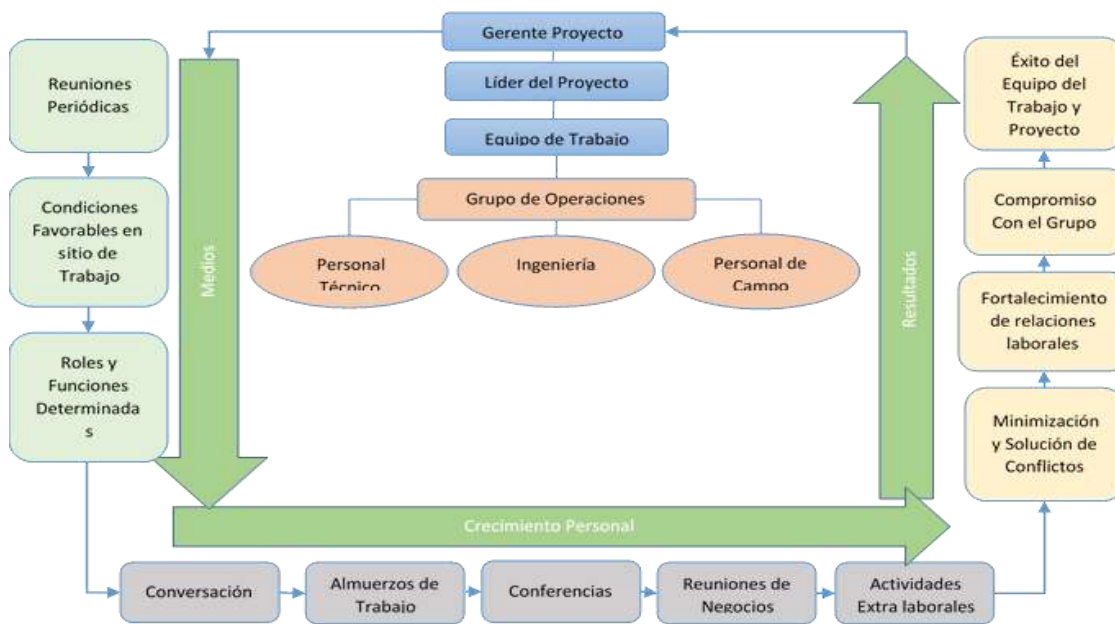 Gerente Proyecto
Líder del Proyecto
Equipo de Trabajo
Grupo de Operaciones
Personal
Técnico
Ingeniería
Personal de
Campo
Reuniones
Periódicas
Condiciones
Favorables en
sitio de
Trabajo
Roles y
Funciones
Determinada
s
Medios
Crecimiento Personal
Resultados
Conversación
Almuerzos de
Trabajo
Conferencias
Reuniones de
Negocios
Actividades
Extra laborales
Éxito del
Equipo del
Trabajo y
Proyecto
Compromiso
Con el Grupo
Fortalecimiento
de relaciones
laborales
Minimización
y Solución de
Conflictos